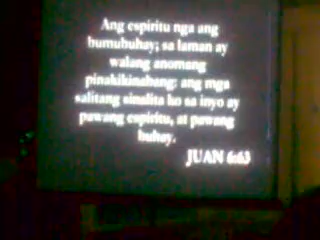 Ang espiritu nga ang
bumubuhay; sa laman ay
walang anomang
pinakikinabang: ang mga
salitang sinalita ko sa inyo ay
pawang espiritu, at pawang
buhay.
JUAN 6:63